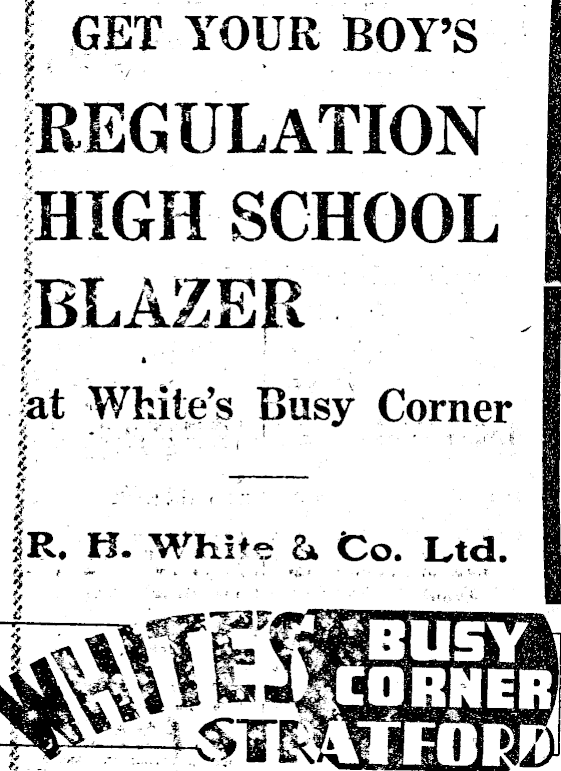 GET YOUR BOY'S
REGULATION
HIGH SCHOOL
BLAZER
at White's Busy Corner
R. H. White & Co. Ltd.
WHITE'S BUSY
CORNER
STRATFORD